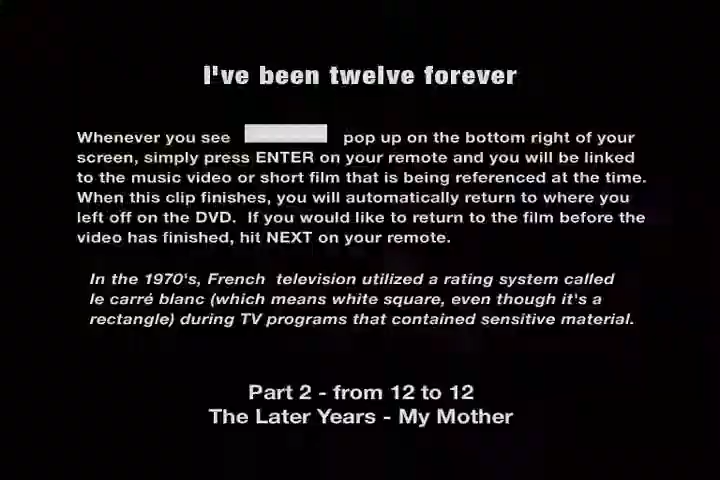 I've been twelve forever
Whenever you see pop up on the bottom right of your
screen, simply press ENTER on your remote and you will be linked
to the music video or short film that is being referenced at the time.
When this clip finishes, you will automatically return to where you
left off on the DVD. If you would like to return to the film before the
video has finished, hit NEXT on your remote.
In the 1970's, French television utilized a rating system called
le carré blanc (which means white square, even though it's a
rectangle) during TV programs that contained sensitive material.
Part 2 - from 12 to 12
The Later Years - My Mother